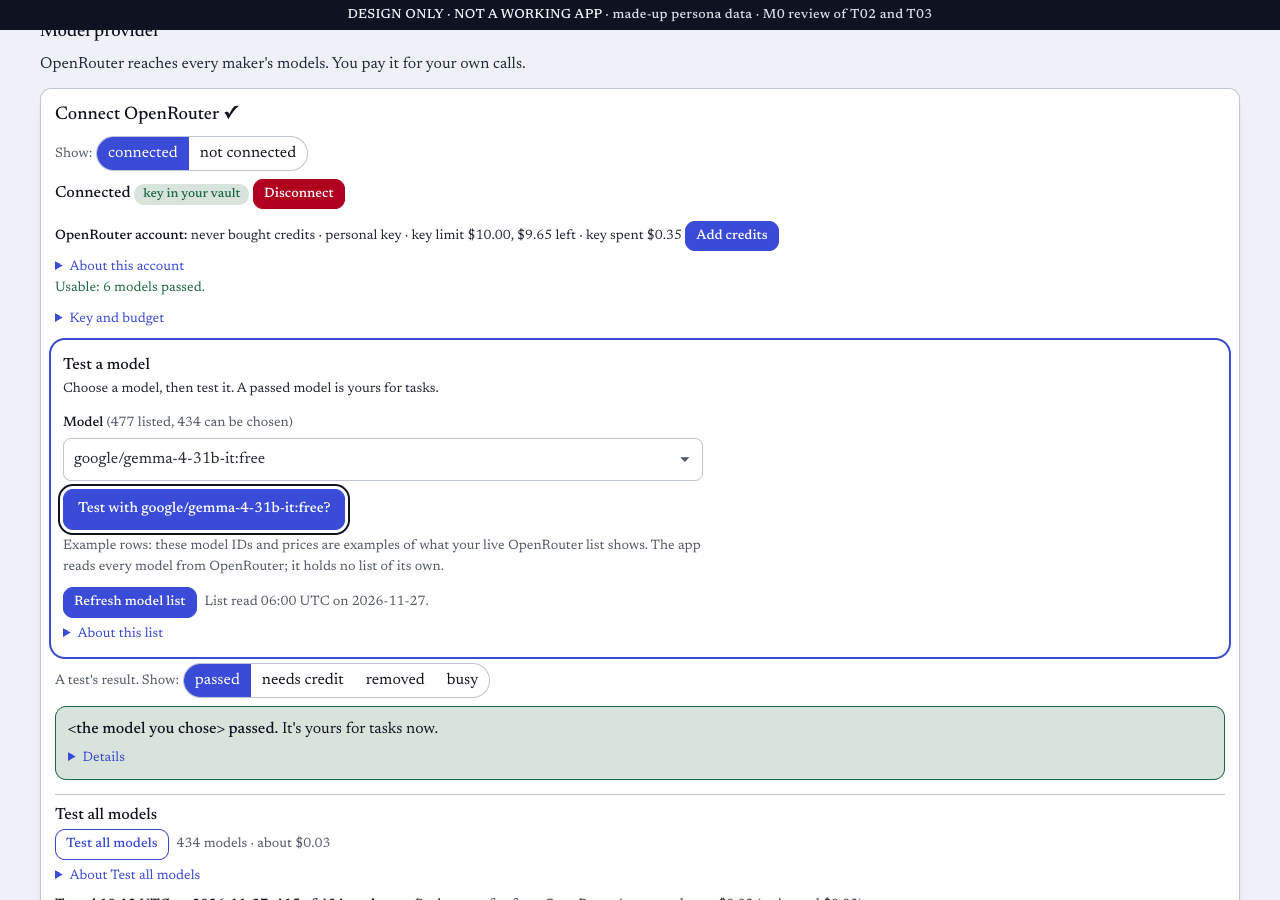 DESIGN ONLY · NOT A WORKING APP · made-up persona data · M0 review of T02 and T03
Model provider
OpenRouter reaches every maker's models. You pay it for your own calls.
Connect OpenRouter ✓
Show: connected not connected
Connected key in your vault Disconnect
OpenRouter account: never bought credits · personal key · key limit $10.00, $9.65 left · key spent $0.35 Add credits
About this account
Usable: 6 models passed.
Key and budget
Test a model
Choose a model, then test it. A passed model is yours for tasks.
Model (477 listed, 434 can be chosen)
google/gemma-4-31b-it:free
Test with google/gemma-4-31b-it:free?
Example rows: these model IDs and prices are examples of what your live OpenRouter list shows. The app
reads every model from OpenRouter; it holds no list of its own.
Refresh model list List read 06:00 UTC on 2026-11-27.
About this list
A test's result. Show: passed needs credit removed busy
<the model you chose> passed. It's yours for tasks now.
Details
Test all models
Test all models 434 models · about $0.03
About Test all models